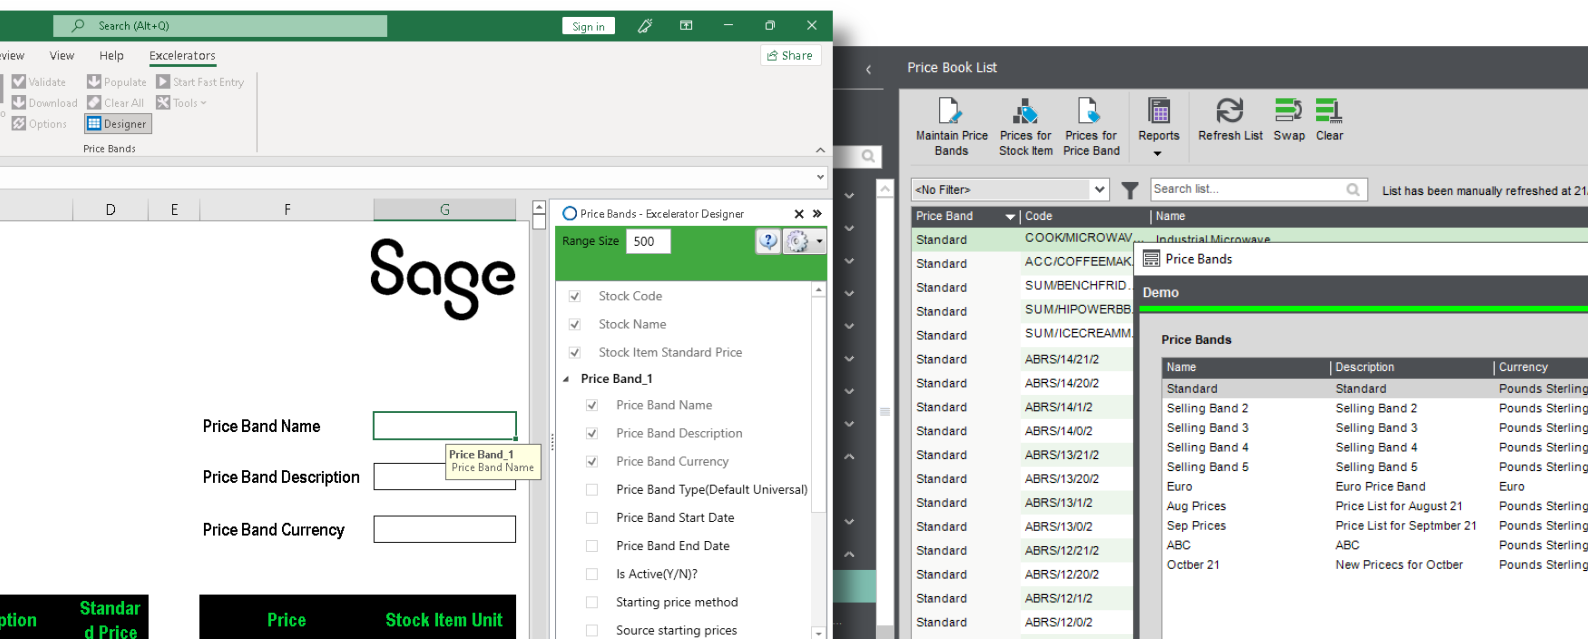 Search (Alt+Q)
Sign in
View
Help
Excelerators
Share
Validate
Populate
Start Fast Entry
Download
Clear All
Tools
Options
Designer
Price Bands
D
E
F
G
Sage
Price Band Name
Price Band_1
Price Band Name
Price Band Description
Price Band Currency
Standar
d Price
Price
Stock Item Unit
Price Bands - Excelerator Designer
Range Size
500
Stock Code
Stock Name
Stock Item Standard Price
Price Band_1
Price Band Name
Price Band Description
Price Band Currency
Price Band Type(Default Universal)
Price Band Start Date
Price Band End Date
Is Active(Y/N)?
Starting price method
Source starting prices
Price Book List
Maintain Price Bands
Prices for Stock Item
Prices for Price Band
Reports
Refresh List
Swap
Clear
<No Filter>
Search list...
List has been manually refreshed at 21/
Price Band
Code
Name
Standard COOK/MICROWAV... Industrial Microwave
Standard ACC/COFFEEMAK
Standard SUM/BENCHFRID
Standard SUM/HIPOWERBB
Standard SUM/ICECREAMM
Standard ABRS/14/21/2
Standard ABRS/14/20/2
Standard ABRS/14/1/2
Standard ABRS/14/0/2
Standard ABRS/13/21/2
Standard ABRS/13/20/2
Standard ABRS/13/1/2
Standard ABRS/13/0/2
Standard ABRS/12/21/2
Standard ABRS/12/20/2
Standard ABRS/12/1/2
Standard ABRS/12/0/2
Price Bands
Demo
Price Bands
Name Description Currency
Standard Standard Pounds Sterling
Selling Band 2 Selling Band 2 Pounds Sterling
Selling Band 3 Selling Band 3 Pounds Sterling
Selling Band 4 Selling Band 4 Pounds Sterling
Selling Band 5 Selling Band 5 Pounds Sterling
Euro Euro Price Band Euro
Aug Prices Price List for August 21 Pounds Sterling
Sep Prices Price List for Septmber 21 Pounds Sterling
ABC ABC Pounds Sterling
Octber 21 New Pricecs for Octber Pounds Sterling